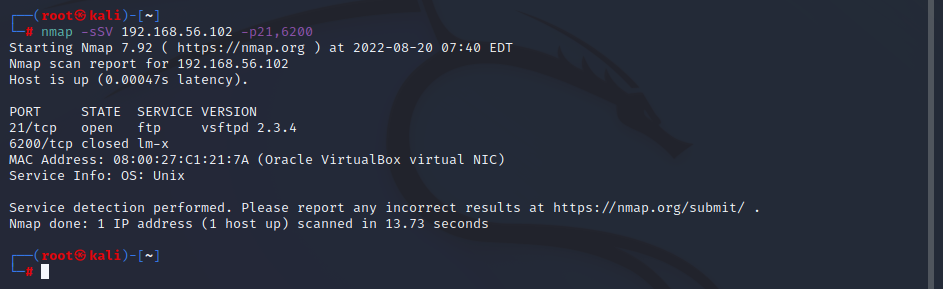 ┌──(root㉿kali)-[~]
└─# nmap -sSV 192.168.56.102 -p21,6200
Starting Nmap 7.92 ( https://nmap.org ) at 2022-08-20 07:40 EDT
Nmap scan report for 192.168.56.102
Host is up (0.00047s latency).

PORT     STATE  SERVICE VERSION
21/tcp   open   ftp     vsftpd 2.3.4
6200/tcp closed lm-x
MAC Address: 08:00:27:C1:21:7A (Oracle VirtualBox virtual NIC)
Service Info: OS: Unix

Service detection performed. Please report any incorrect results at https://nmap.org/submit/ .
Nmap done: 1 IP address (1 host up) scanned in 13.73 seconds

┌──(root㉿kali)-[~]
└─#